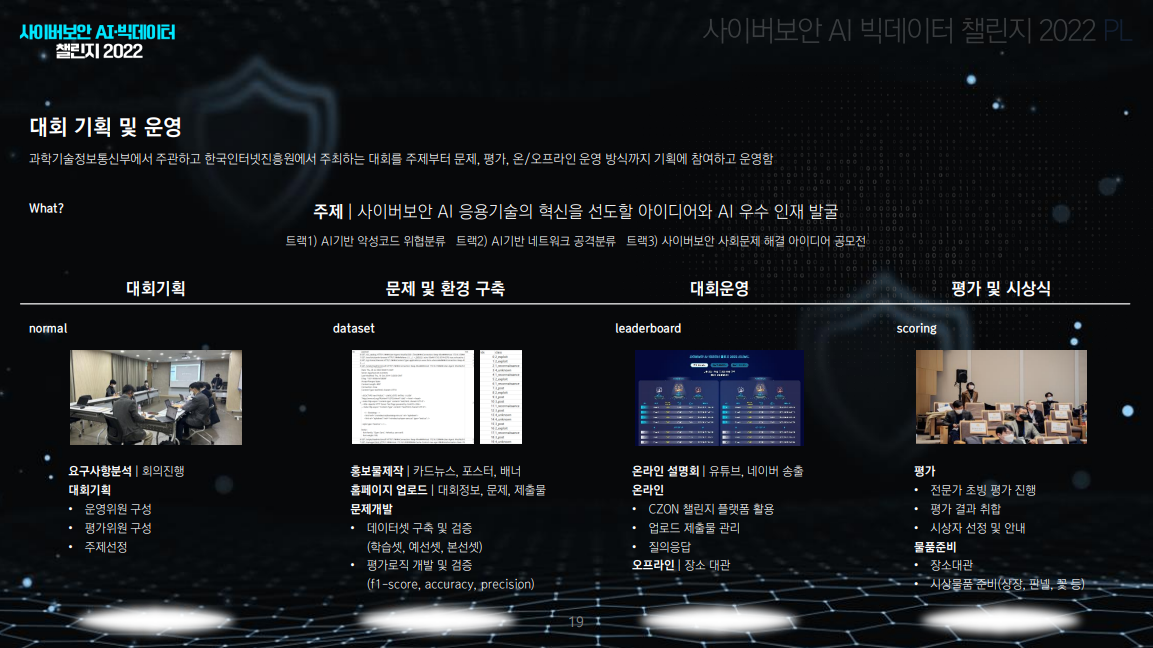 사이버보안 AI·빅데이터
챌린지 2022
사이버보안 AI 빅데이터 챌린지 2022 PL
대회 기획 및 운영
과학기술정보통신부에서 주관하고 한국인터넷진흥원에서 주최하는 대회를 주제부터 문제, 평가, 온/오프라인 운영 방식까지 기획에 참여하고 운영함
What?
주제 | 사이버보안 AI 응용기술의 혁신을 선도할 아이디어와 AI 우수 인재 발굴
트랙1) AI기반 악성코드 위협분류 트랙2) AI기반 네트워크 공격분류 트랙3) 사이버보안 사회문제 해결 아이디어 공모전
대회기획
normal
요구사항분석 | 회의진행
대회기획
• 운영위원 구성
• 평가위원 구성
• 주제선정
문제 및 환경 구축
dataset
홍보물제작 | 카드뉴스, 포스터, 배너
홈페이지 업로드 | 대회정보, 문제, 제출물
문제개발
• 데이터셋 구축 및 검증
(학습셋, 예선셋, 본선셋)
• 평가로직 개발 및 검증
(f1-score, accuracy, precision)
대회운영
leaderboard
온라인 설명회 | 유튜브, 네이버 송출
온라인
• CZON 챌린지 플랫폼 활용
• 업로드 제출물 관리
• 질의응답
오프라인 | 장소 대관
평가 및 시상식
scoring
평가
• 전문가 초빙 평가 진행
• 평가 결과 취합
• 시상자 선정 및 안내
물품준비
• 장소대관
• 시상물품 준비(상장, 판넬, 꽃 등)
19